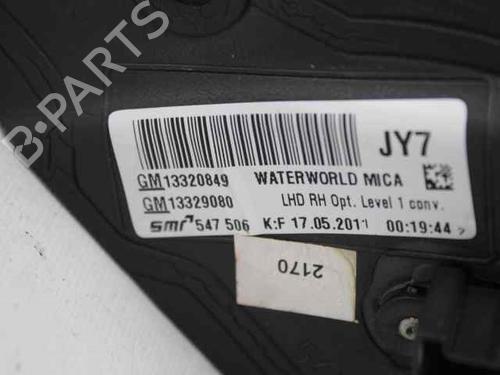 B-PARTS
JY7
GM13320849 WATERWORLD MICA
GM13329080 LHD RH Opt. Level 1 conv.
smr 547 506 K:F 17.05.2011 00:19:44
2170